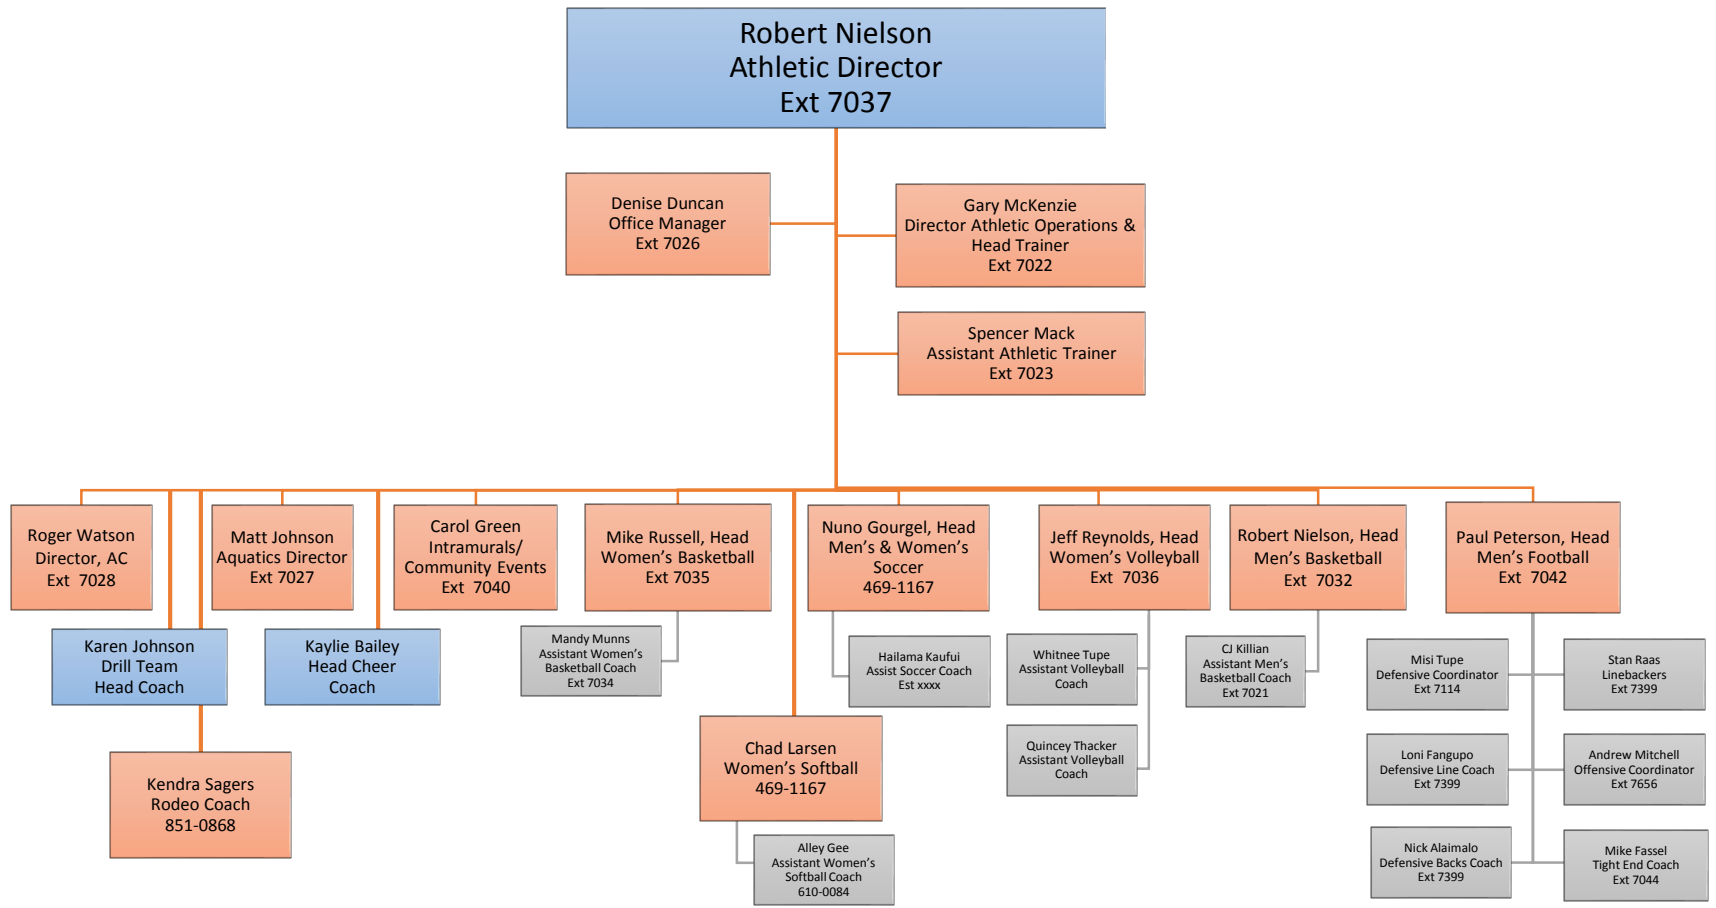 Robert Nielson
Athletic Director
Ext 7037
Denise Duncan
Office Manager
Ext 7026
Gary McKenzie
Director Athletic Operations &
Head Trainer
Ext 7022
Spencer Mack
Assistant Athletic Trainer
Ext 7023
Roger Watson
Director, AC
Ext 7028
Matt Johnson
Aquatics Director
Ext 7027
Carol Green
Intramurals/
Community Events
Ext 7040
Mike Russell, Head
Women's Basketball
Ext 7035
Nuno Gourgel, Head
Men's & Women's
Soccer
469-1167
Jeff Reynolds, Head
Women's Volleyball
Ext 7036
Robert Nielson, Head
Men's Basketball
Ext 7032
Paul Peterson, Head
Men's Football
Ext 7042
Karen Johnson
Drill Team
Head Coach
Kaylie Bailey
Head Cheer
Coach
Mandy Munns
Assistant Women's
Basketball Coach
Ext 7034
Hailama Kaufui
Assist Soccer Coach
Est xxxx
Whitnee Tupe
Assistant Volleyball
Coach
CJ Killian
Assistant Men's
Basketball Coach
Ext 7021
Misi Tupe
Defensive Coordinator
Ext 7114
Stan Raas
Linebackers
Ext 7399
Kendra Sagers
Rodeo Coach
851-0868
Chad Larsen
Women's Softball
469-1167
Quincey Thacker
Assistant Volleyball
Coach
Loni Fangupo
Defensive Line Coach
Ext 7399
Andrew Mitchell
Offensive Coordinator
Ext 7656
Alley Gee
Assistant Women's
Softball Coach
610-0084
Nick Alaimalo
Defensive Backs Coach
Ext 7399
Mike Fassel
Tight End Coach
Ext 7044